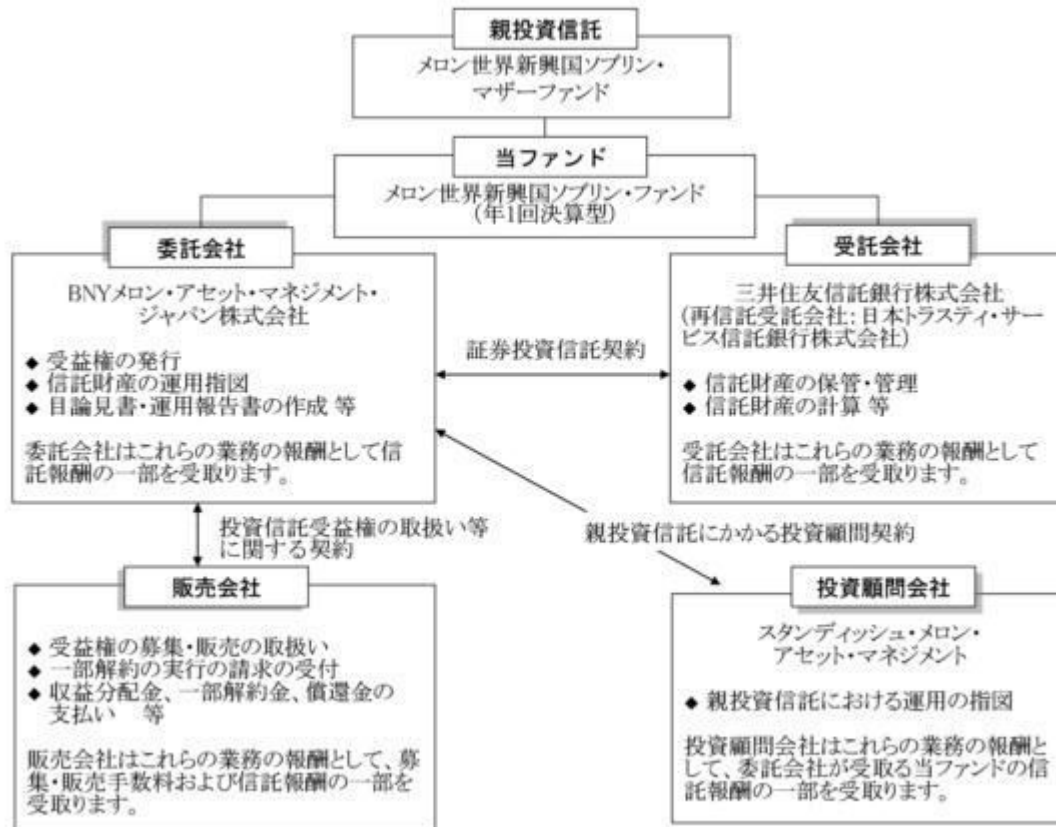 親投資信託
メロン世界新興国ソブリン・
マザーファンド
当ファンド
メロン世界新興国ソブリン・ファンド
(年1回決算型)
委託会社
BNYメロン・アセット・マネジメント・
ジャパン株式会社
◆ 受益権の発行
◆ 信託財産の運用指図
◆ 目論見書・運用報告書の作成 等
委託会社はこれらの業務の報酬として信
託報酬の一部を受取ります。
証券投資信託契約
受託会社
三井住友信託銀行株式会社
(再信託受託会社:日本トラスティ・サー
ビス信託銀行株式会社)
◆ 信託財産の保管・管理
◆ 信託財産の計算 等
受託会社はこれらの業務の報酬として
信託報酬の一部を受取ります。
投資信託受益権の取扱い等
に関する契約
親投資信託にかかる投資顧問契約
販売会社
◆ 受益権の募集・販売の取扱い
◆ 一部解約の実行の請求の受付
◆ 収益分配金、一部解約金、償還金の
支払い 等
販売会社はこれらの業務の報酬として、募
集・販売手数料および信託報酬の一部を
受取ります。
投資顧問会社
スタンディッシュ・メロン・
アセット・マネジメント
◆ 親投資信託における運用の指図
投資顧問会社はこれらの業務の報酬と
して、委託会社が受取る当ファンドの信
託報酬の一部を受取ります。